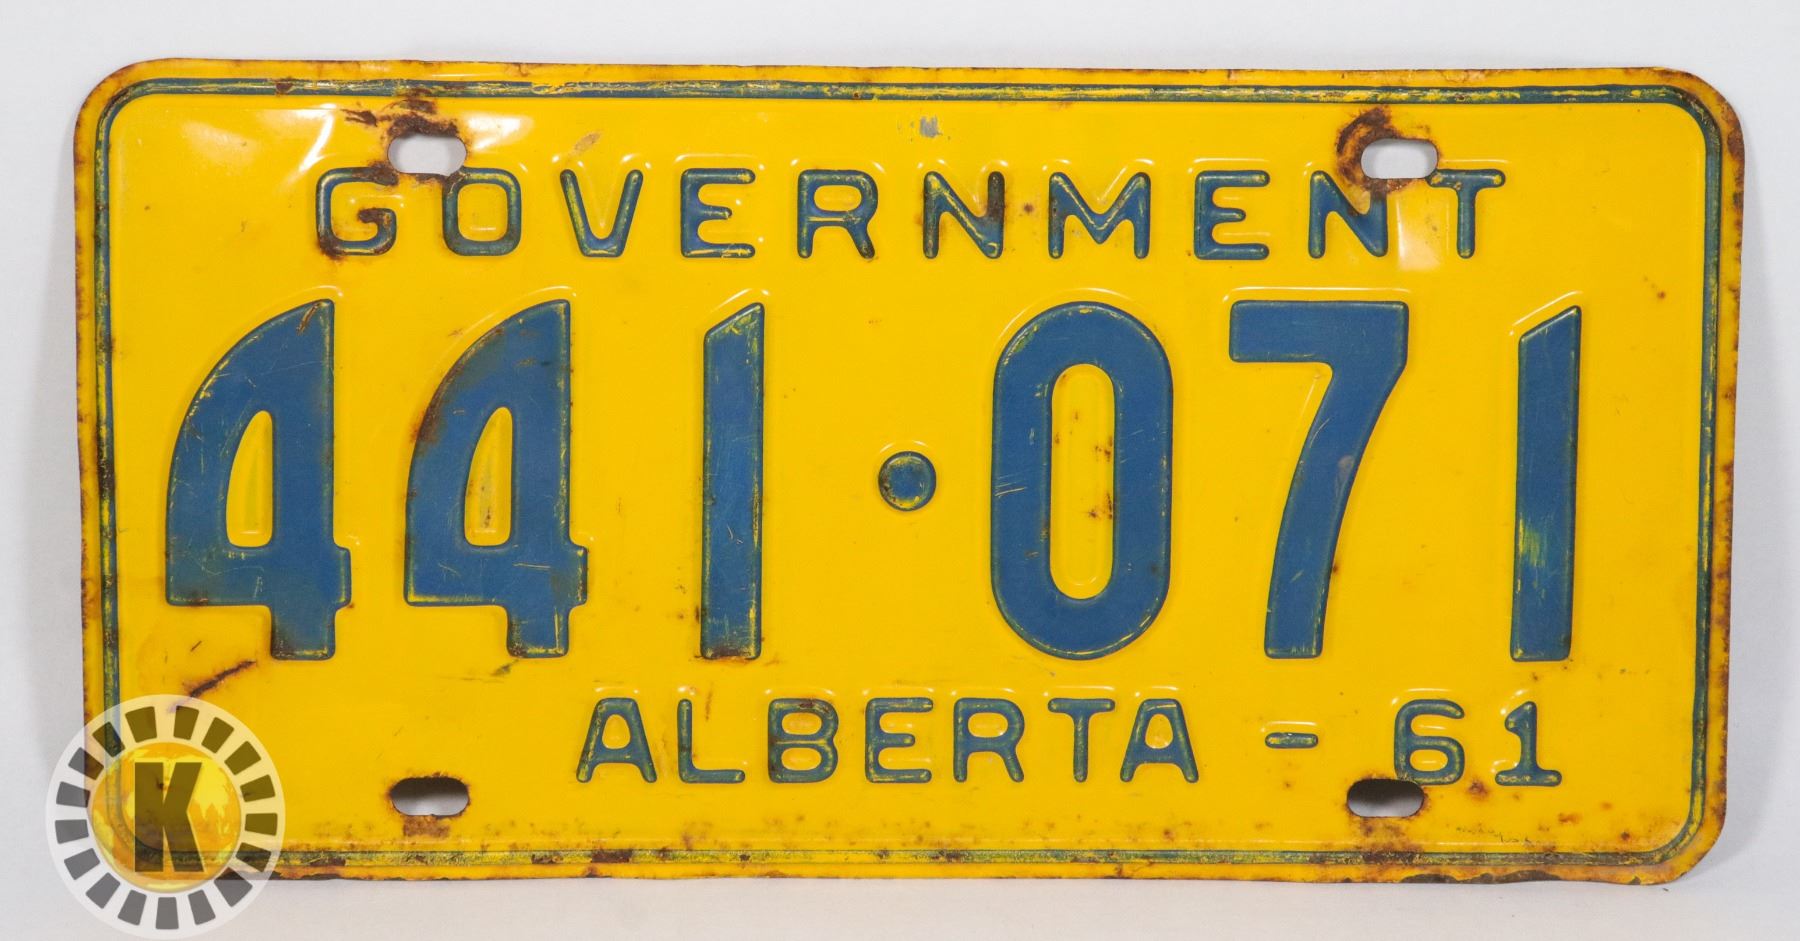 GOVERNMENT
441·071
ALBERTA - 61
K